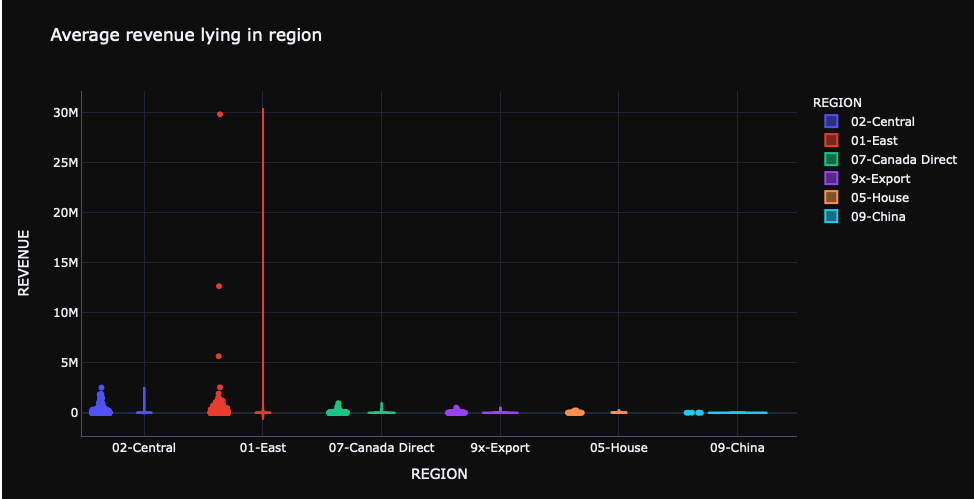 Average revenue lying in region
REVENUE
30M
25M
20M
15M
10M
5M
0
02-Central
01-East
07-Canada Direct
9x-Export
05-House
09-China
REGION
REGION
02-Central
01-East
07-Canada Direct
9x-Export
05-House
09-China